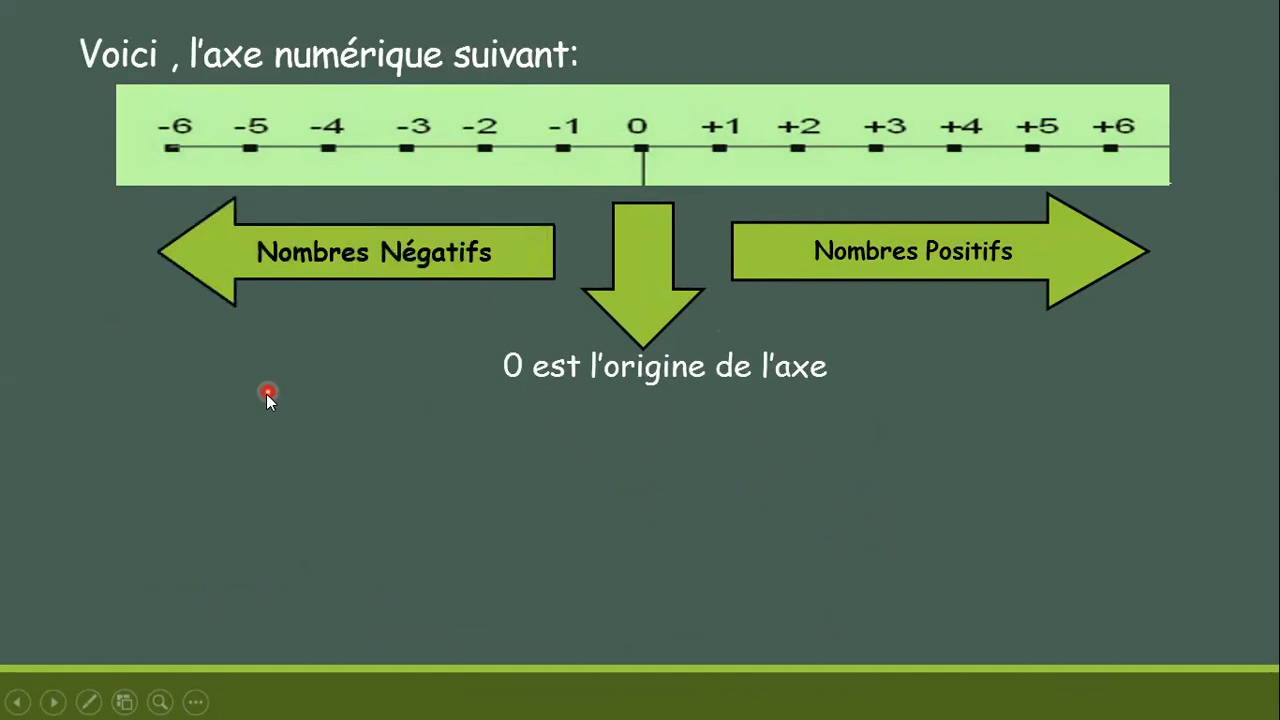 Voici , l'axe numérique suivant:
-6 -5 -4 -3 -2 -1 0 +1 +2 +3 +4 +5 +6
Nombres Négatifs
Nombres Positifs
0 est l'origine de l'axe